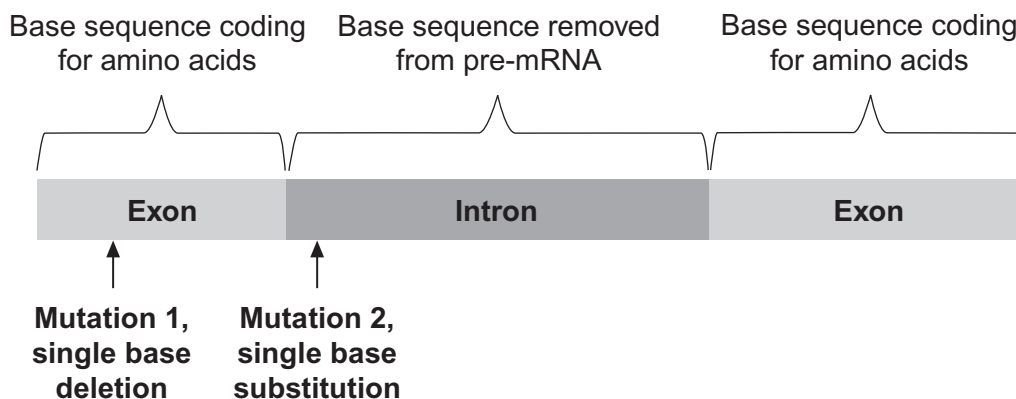 Base sequence coding
for amino acids
Base sequence removed
from pre-mRNA
Base sequence coding
for amino acids
Exon
Intron
Exon
Mutation 1,
single base
deletion
Mutation 2,
single base
substitution